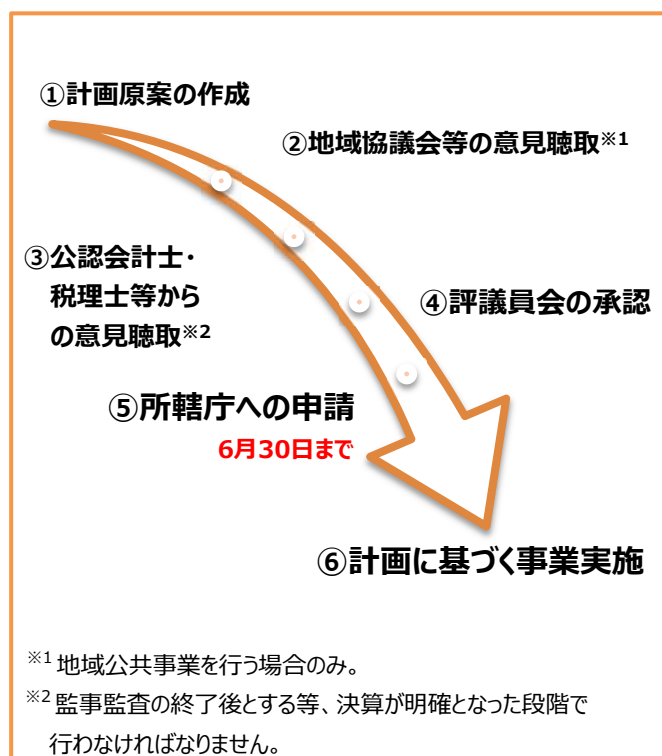 ①計画原案の作成
②地域協議会等の意見聴取※1
③公認会計士・
税理士等から
の意見聴取※2
④評議員会の承認
⑤所轄庁への申請
6月30日まで
⑥計画に基づく事業実施
※1 地域公共事業を行う場合のみ。
※2 監事監査の終了後とする等、決算が明確となった段階で
行わなければなりません。